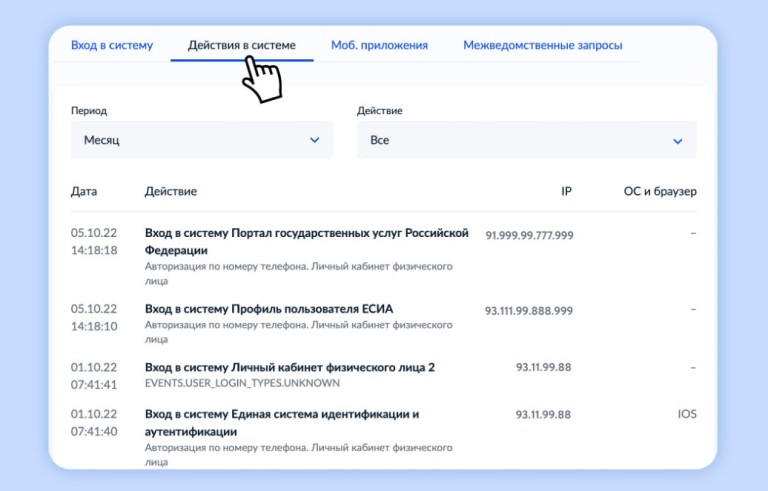 Вход в систему Действия в системе Моб. приложения Межведомственные запросы
Период Действие
Месяц Все
Дата Действие IP ОС и браузер
05.10.22 Вход в систему Портал государственных услуг Российской 91.999.99.777.999 –
14:18:18 Федерации
Авторизация по номеру телефона. Личный кабинет физического
лица
05.10.22 Вход в систему Профиль пользователя ЕСИА 93.111.99.888.999 –
14:18:10 Авторизация по номеру телефона. Личный кабинет физического
лица
01.10.22 Вход в систему Личный кабинет физического лица 2 93.11.99.88 –
07:41:41 EVENTS.USER_LOGIN_TYPES.UNKNOWN
01.10.22 Вход в систему Единая система идентификации и 93.11.99.88 IOS
07:41:40 аутентификации
Авторизация по номеру телефона. Личный кабинет физического
лица